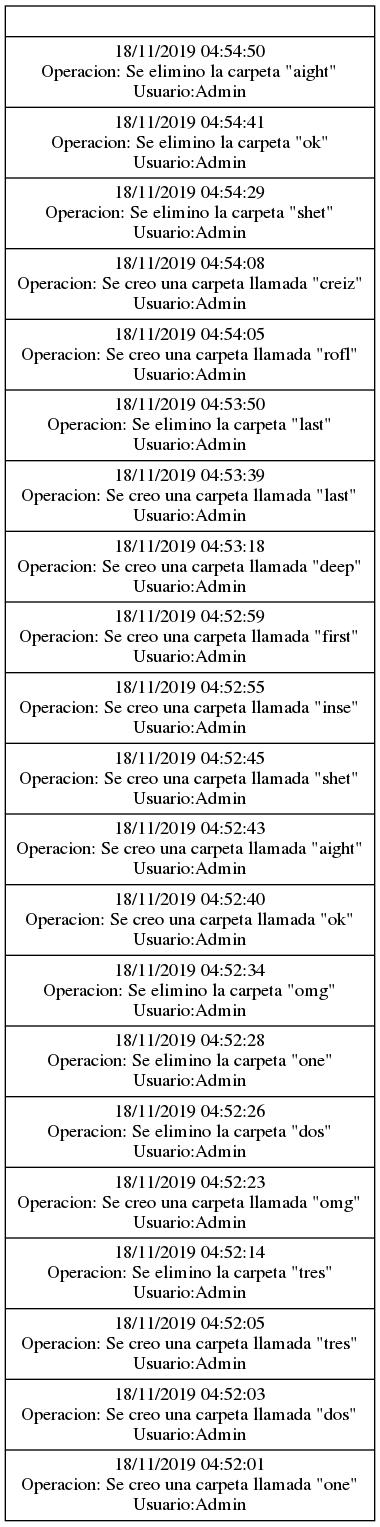 18/11/2019 04:54:50
Operacion: Se elimino la carpeta "aight"
Usuario:Admin
18/11/2019 04:54:41
Operacion: Se elimino la carpeta "ok"
Usuario:Admin
18/11/2019 04:54:29
Operacion: Se elimino la carpeta "shet"
Usuario:Admin
18/11/2019 04:54:08
Operacion: Se creo una carpeta llamada "creiz"
Usuario:Admin
18/11/2019 04:54:05
Operacion: Se creo una carpeta llamada "rofl"
Usuario:Admin
18/11/2019 04:53:50
Operacion: Se elimino la carpeta "last"
Usuario:Admin
18/11/2019 04:53:39
Operacion: Se creo una carpeta llamada "last"
Usuario:Admin
18/11/2019 04:53:18
Operacion: Se creo una carpeta llamada "deep"
Usuario:Admin
18/11/2019 04:52:59
Operacion: Se creo una carpeta llamada "first"
Usuario:Admin
18/11/2019 04:52:55
Operacion: Se creo una carpeta llamada "inse"
Usuario:Admin
18/11/2019 04:52:45
Operacion: Se creo una carpeta llamada "shet"
Usuario:Admin
18/11/2019 04:52:43
Operacion: Se creo una carpeta llamada "aight"
Usuario:Admin
18/11/2019 04:52:40
Operacion: Se creo una carpeta llamada "ok"
Usuario:Admin
18/11/2019 04:52:34
Operacion: Se elimino la carpeta "omg"
Usuario:Admin
18/11/2019 04:52:28
Operacion: Se elimino la carpeta "one"
Usuario:Admin
18/11/2019 04:52:26
Operacion: Se elimino la carpeta "dos"
Usuario:Admin
18/11/2019 04:52:23
Operacion: Se creo una carpeta llamada "omg"
Usuario:Admin
18/11/2019 04:52:14
Operacion: Se elimino la carpeta "tres"
Usuario:Admin
18/11/2019 04:52:05
Operacion: Se creo una carpeta llamada "tres"
Usuario:Admin
18/11/2019 04:52:03
Operacion: Se creo una carpeta llamada "dos"
Usuario:Admin
18/11/2019 04:52:01
Operacion: Se creo una carpeta llamada "one"
Usuario:Admin